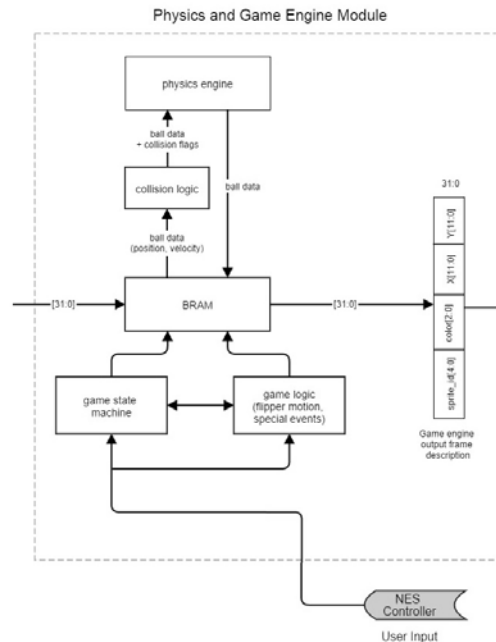 Physics and Game Engine Module
physics engine
ball data
+ collision flags
collision logic
ball data
ball data
(position, velocity)
[31:0]
BRAM
[31:0]
31:0
Y[11:0]
X[11:0]
color[2:0]
sprite_id[4:0]
Game engine
output frame
description
game state
machine
game logic
(flipper motion,
special events)
NES
Controller
User Input